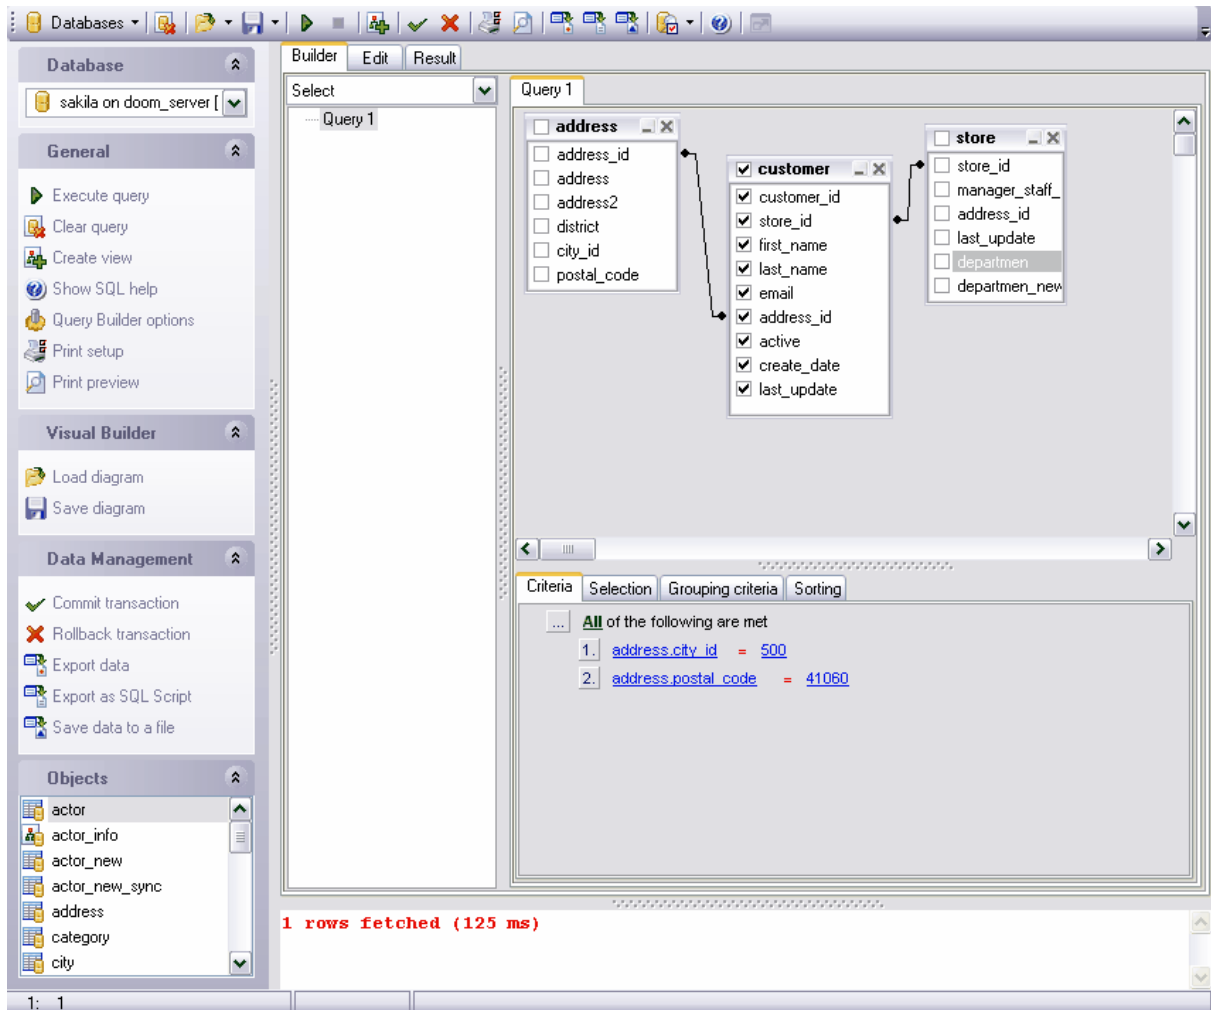 Databases
Database
sakila on doom_server [
General
Execute query
Clear query
Create view
Show SQL help
Query Builder options
Print setup
Print preview
Visual Builder
Load diagram
Save diagram
Data Management
Commit transaction
Rollback transaction
Export data
Export as SQL Script
Save data to a file
Objects
actor
actor_info
actor_new
actor_new_sync
address
category
city
Builder Edit Result
Select
Query 1
Query 1
address
address_id
address
address2
district
city_id
postal_code
customer
customer_id
store_id
first_name
last_name
email
address_id
active
create_date
last_update
store
store_id
manager_staff_
address_id
last_update
departmen
departmen_new
Criteria Selection Grouping criteria Sorting
... All of the following are met
1. address.city_id = 500
2. address.postal_code = 41060
1 rows fetched (125 ms)
1: 1